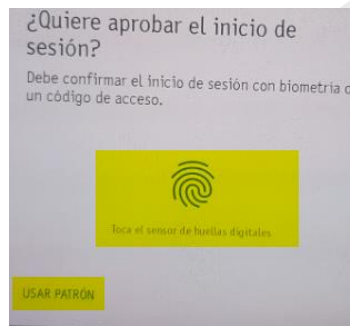 ¿Quiere aprobar el inicio de
sesión?
Debe confirmar el inicio de sesión con biometría o
un código de acceso.
Toca el sensor de huellas digitales
USAR PATRÓN